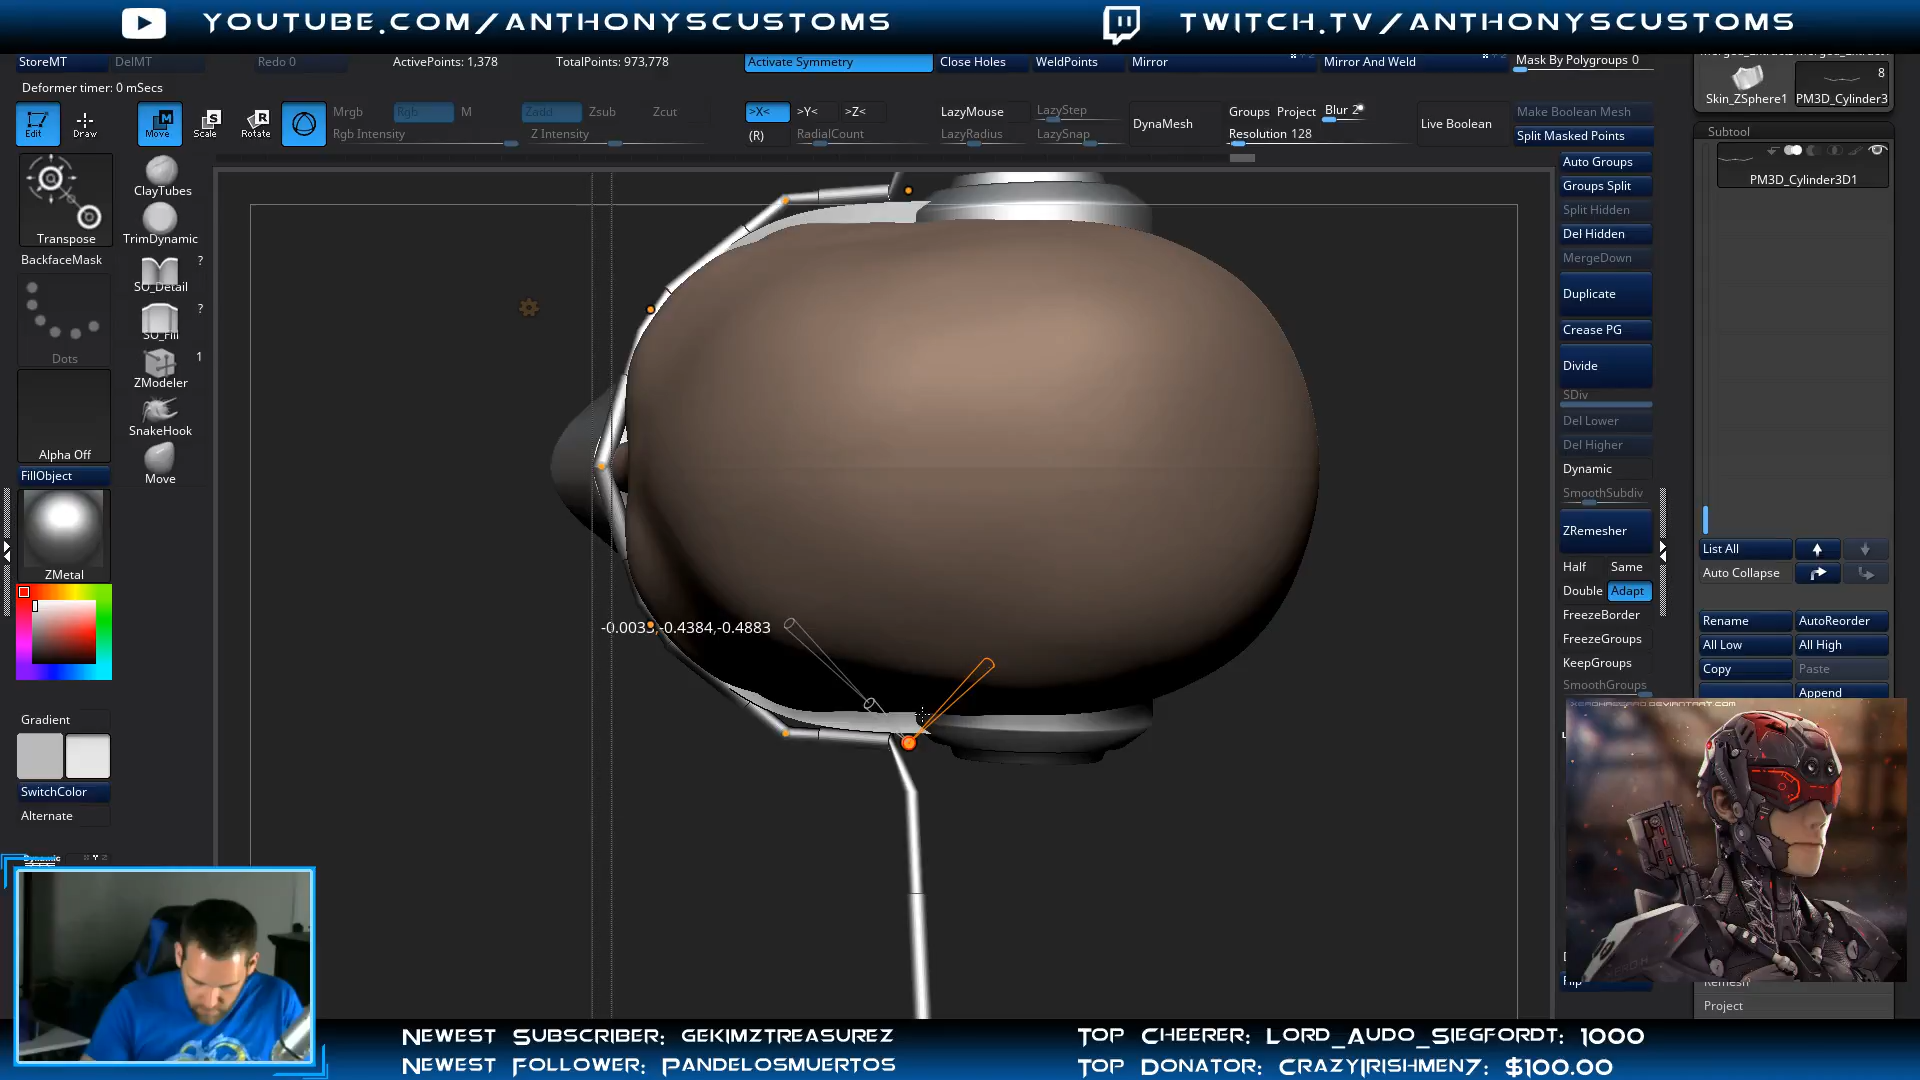 YOUTUBE.COM/ANTHONYSCUSTOMS
TWITCH.TV/ANTHONYSCUSTOMS
StoreMT
DelMT
Redo 0
ActivePoints: 1,378
TotalPoints: 973,778
Activate Symmetry
Close Holes
WeldPoints
Mirror
Mirror And Weld
Mask By Polygroups 0
Deformer timer: 0 mSecs
Edit
Draw
Move
Scale
Rotate
Mrgb
Rgb
M
Zadd
Zsub
Zcut
Rgb Intensity
Z Intensity
>X<
>Y<
>Z<
(R)
RadialCount
LazyMouse
LazyStep
LazyRadius
LazySnap
DynaMesh
Groups
Project
Blur 2
Resolution 128
Live Boolean
Make Boolean Mesh
Split Masked Points
Skin_ZSphere1
8
PM3D_Cylinder3
Subtool
PM3D_Cylinder3D1
Transpose
BackfaceMask
Dots
Alpha Off
FillObject
ZMetal
Gradient
SwitchColor
Alternate
ClayTubes
TrimDynamic
?
SO_Detail
?
SO_Fill
1
ZModeler
SnakeHook
Move
-0.0033,-0.4384,-0.4883
Auto Groups
Groups Split
Split Hidden
Del Hidden
MergeDown
Duplicate
Crease PG
Divide
SDiv
Del Lower
Del Higher
Dynamic
SmoothSubdiv
ZRemesher
Half
Same
Double
Adapt
FreezeBorder
FreezeGroups
KeepGroups
SmoothGroups
List All
Auto Collapse
Rename
AutoReorder
All Low
All High
Copy
Paste
Append
Remesh
Project
Newest Subscriber: gekimztreasurez
Newest Follower: Pandelosmuertos
Top Cheerer: Lord_Audo_Siegfordt: 1000
Top Donator: CrazyIrishmen7: $100.00